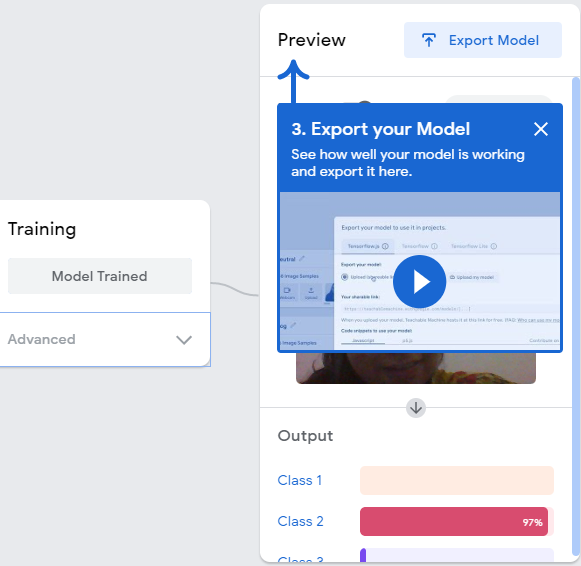 Preview
Export Model
3. Export your Model
See how well your model is working
and export it here.
Export your model to use it in projects.
Tensorflow.js
Tensorflow
Tensorflow Lite
Export your model:
Upload my model
Your sharable link:
Code snippets to use your model:
Javascript
p5.js
Contribute on
Training
Model Trained
Advanced
Output
Class 1
Class 2
97%
Class 3